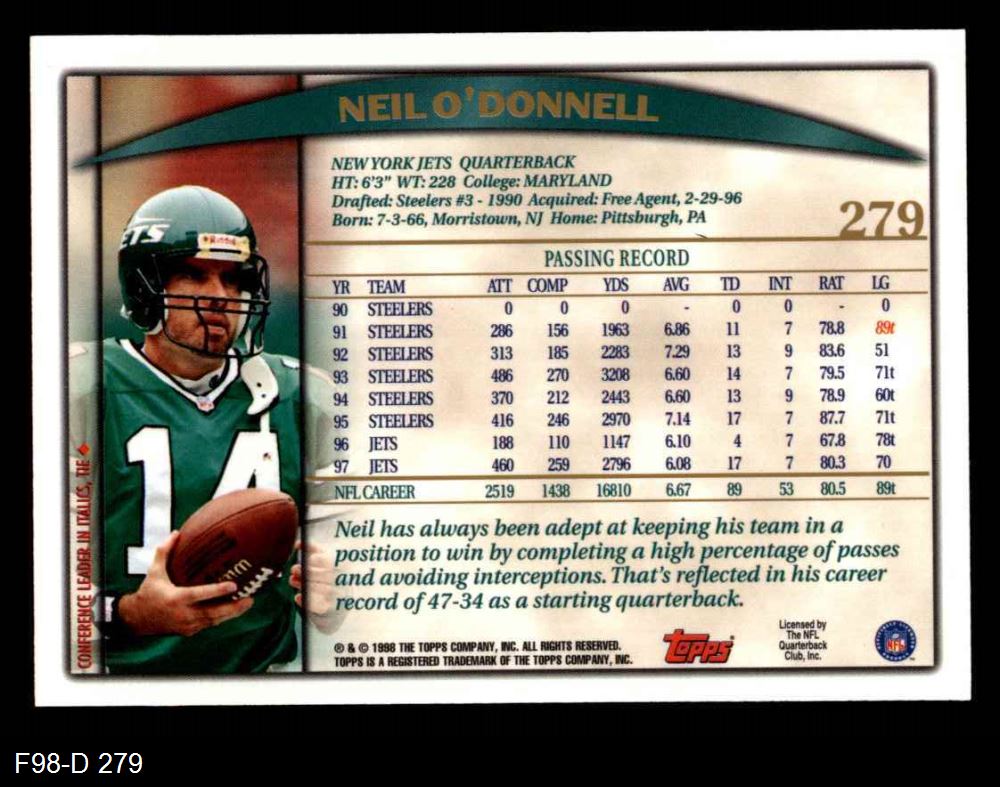 NEIL O'DONNELL
NEW YORK JETS QUARTERBACK
HT: 6'3" WT: 228 College: MARYLAND
Drafted: Steelers #3 - 1990 Acquired: Free Agent, 2-29-96
Born: 7-3-66, Morristown, NJ Home: Pittsburgh, PA
279
PASSING RECORD
YR TEAM ATT COMP YDS AVG TD INT RAT LG
90 STEELERS 0 0 0 - 0 0 - 0
91 STEELERS 286 156 1963 6.86 11 7 78.8 89t
92 STEELERS 313 185 2283 7.29 13 9 83.6 51
93 STEELERS 486 270 3208 6.60 14 7 79.5 71t
94 STEELERS 370 212 2443 6.60 13 9 78.9 60t
95 STEELERS 416 246 2970 7.14 17 7 87.7 71t
96 JETS 188 110 1147 6.10 4 7 67.8 78t
97 JETS 460 259 2796 6.08 17 7 80.3 70
NFL CAREER 2519 1438 16810 6.67 89 53 80.5 89t
Neil has always been adept at keeping his team in a
position to win by completing a high percentage of passes
and avoiding interceptions. That's reflected in his career
record of 47-34 as a starting quarterback.
® & © 1998 THE TOPPS COMPANY, INC. ALL RIGHTS RESERVED.
TOPPS IS A REGISTERED TRADEMARK OF THE TOPPS COMPANY, INC.
Topps
Licensed by
The NFL
Quarterback
Club, Inc.
NFL
CONFERENCE LEADER IN ITALICS, TIE ♦
ETS
Riddell
14
F98-D 279